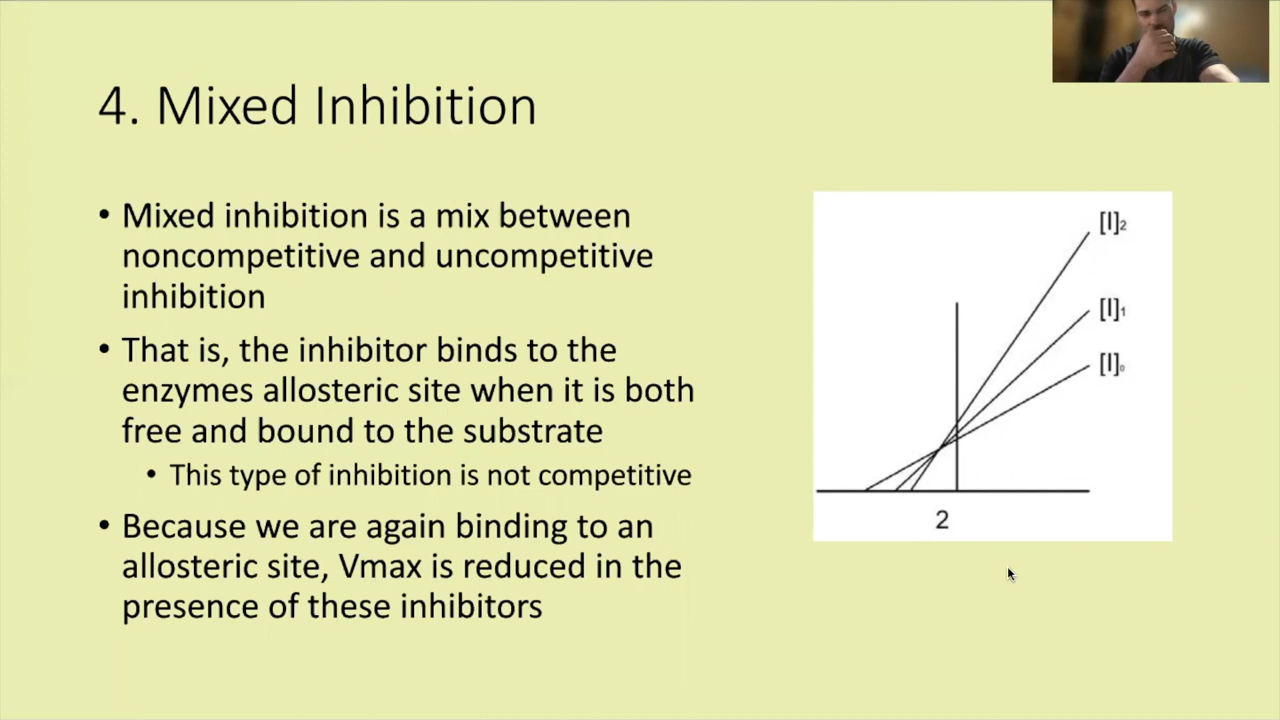 4. Mixed Inhibition
• Mixed inhibition is a mix between
noncompetitive and uncompetitive
inhibition
• That is, the inhibitor binds to the
enzymes allosteric site when it is both
free and bound to the substrate
• This type of inhibition is not competitive
• Because we are again binding to an
allosteric site, Vmax is reduced in the
presence of these inhibitors
[I]₂
[I]₁
[I]₀
2